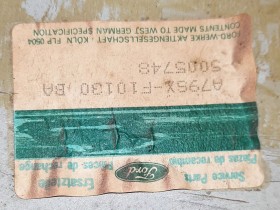 Ersatzteile
Pièces de rechange
Service Parts
Piezas de recambio
Ford
A79SX-F10130 BA
5005748
FORD-WERKE AKTIENGESELLSCHAFT · KÖLN FLP 0504
CONTENTS MADE TO WEST GERMAN SPECIFICATION